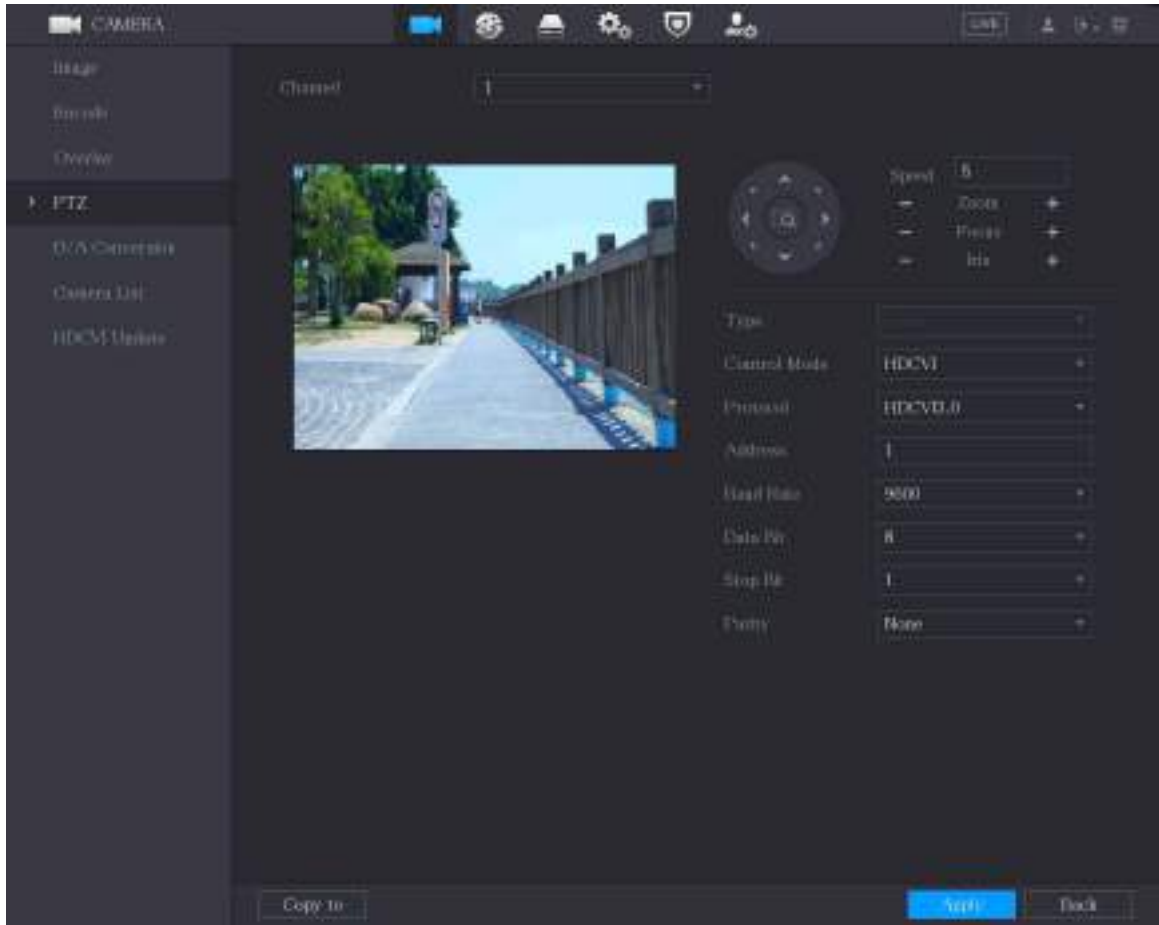 CAMERA
LIVE
Image
Encode
Overlay
PTZ
Camera List
HDCVI Update
Channel 1
Speed 5
Zoom
Focus
Iris
Type
Control Mode HDCVI
Protocol
Address 1
Baud Rate 9600
Data Bit 8
Stop Bit 1
Parity None
Copy to
Apply
Back